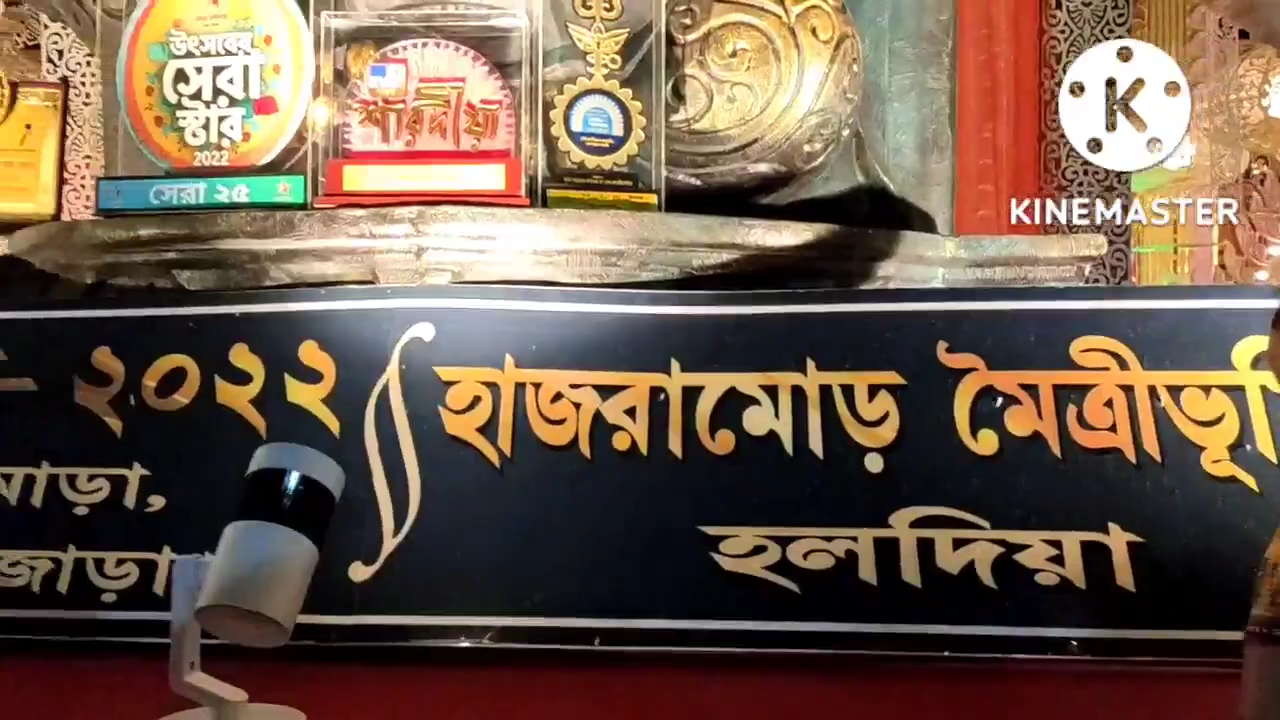 উৎসবের
সেরা
স্টার
2022
সেরা ২৫
শারদীয়া
KINEMASTER
২০২২
হাজরামোড়
হলদিয়া